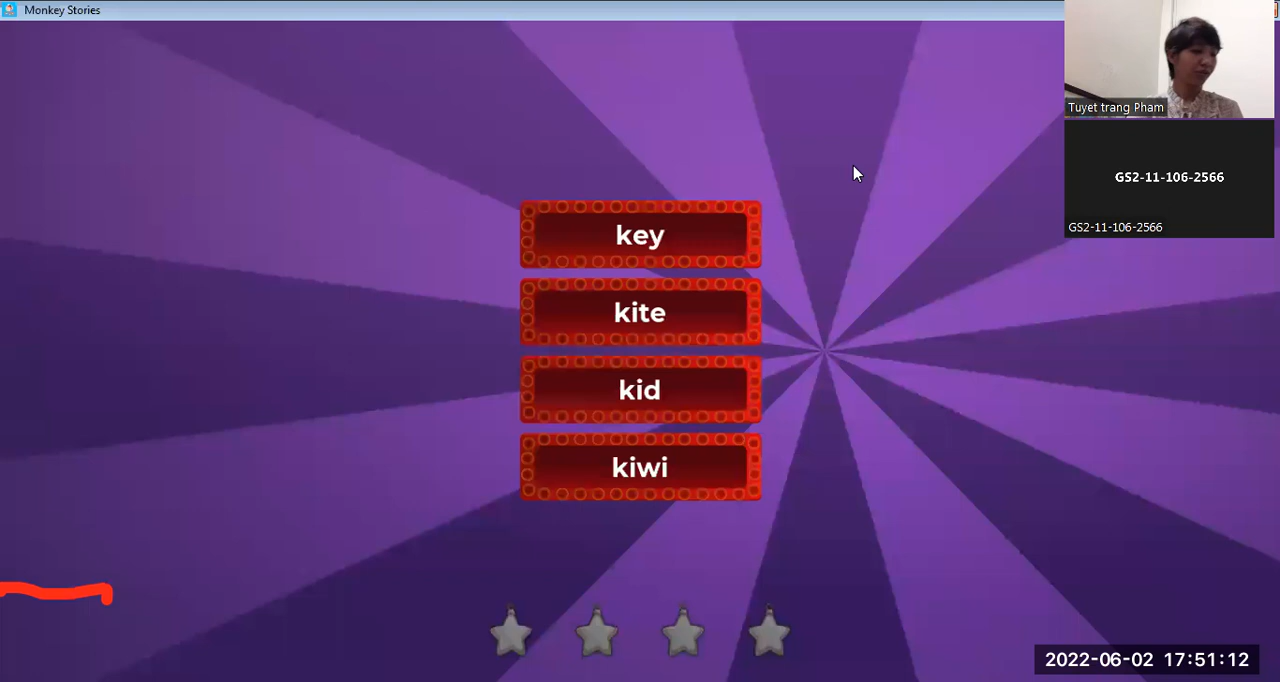 Monkey Stories
Tuyet trang Pham
GS2-11-106-2566
GS2-11-106-2566
key
kite
kid
kiwi
2022-06-02 17:51:12